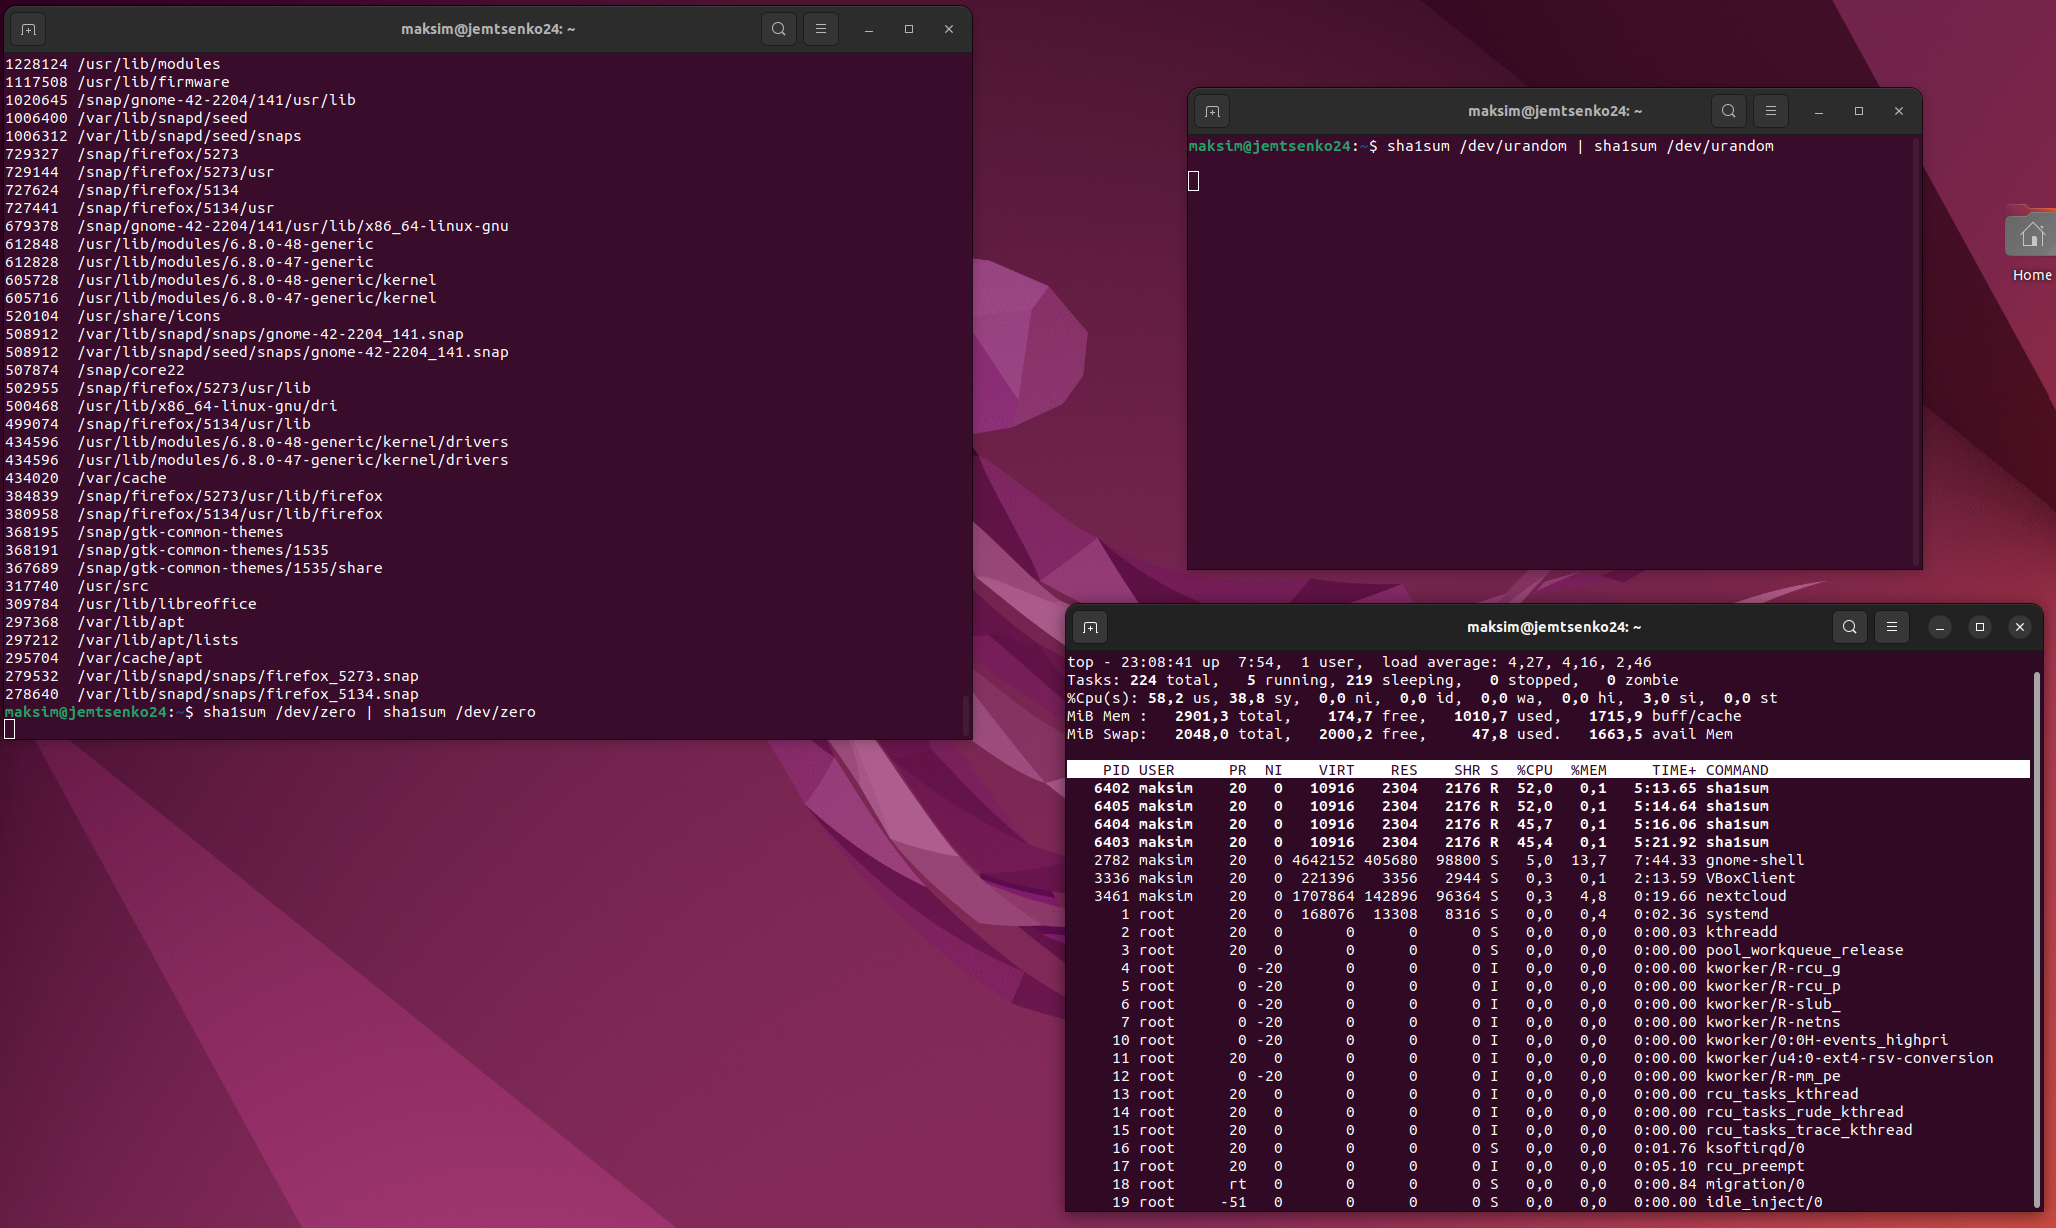 maksim@jemtsenko24: ~
1228124 /usr/lib/modules
1117508 /usr/lib/firmware
1020645 /snap/gnome-42-2204/141/usr/lib
1006400 /var/lib/snapd/seed
1006312 /var/lib/snapd/seed/snaps
729327  /snap/firefox/5273
729144  /snap/firefox/5273/usr
727624  /snap/firefox/5134
727441  /snap/firefox/5134/usr
679378  /snap/gnome-42-2204/141/usr/lib/x86_64-linux-gnu
612848  /usr/lib/modules/6.8.0-48-generic
612828  /usr/lib/modules/6.8.0-47-generic
605728  /usr/lib/modules/6.8.0-48-generic/kernel
605716  /usr/lib/modules/6.8.0-47-generic/kernel
520104  /usr/share/icons
508912  /var/lib/snapd/snaps/gnome-42-2204_141.snap
508912  /var/lib/snapd/seed/snaps/gnome-42-2204_141.snap
507874  /snap/core22
502955  /snap/firefox/5273/usr/lib
500468  /usr/lib/x86_64-linux-gnu/dri
499074  /snap/firefox/5134/usr/lib
434596  /usr/lib/modules/6.8.0-48-generic/kernel/drivers
434596  /usr/lib/modules/6.8.0-47-generic/kernel/drivers
434020  /var/cache
384839  /snap/firefox/5273/usr/lib/firefox
380958  /snap/firefox/5134/usr/lib/firefox
368195  /snap/gtk-common-themes
368191  /snap/gtk-common-themes/1535
367689  /snap/gtk-common-themes/1535/share
317740  /usr/src
309784  /usr/lib/libreoffice
297368  /var/lib/apt
297212  /var/lib/apt/lists
295704  /var/cache/apt
279532  /var/lib/snapd/snaps/firefox_5273.snap
278640  /var/lib/snapd/snaps/firefox_5134.snap
maksim@jemtsenko24:~$ sha1sum /dev/zero | sha1sum /dev/zero
maksim@jemtsenko24: ~
maksim@jemtsenko24:~$ sha1sum /dev/urandom | sha1sum /dev/urandom
Home
maksim@jemtsenko24: ~
top - 23:08:41 up  7:54,  1 user,  load average: 4,27, 4,16, 2,46
Tasks: 224 total,   5 running, 219 sleeping,   0 stopped,   0 zombie
%Cpu(s): 58,2 us, 38,8 sy,  0,0 ni,  0,0 id,  0,0 wa,  0,0 hi,  3,0 si,  0,0 st
MiB Mem :   2901,3 total,    174,7 free,   1010,7 used,   1715,9 buff/cache
MiB Swap:   2048,0 total,   2000,2 free,     47,8 used.   1663,5 avail Mem
PID USER      PR  NI    VIRT    RES    SHR S  %CPU  %MEM     TIME+ COMMAND
6402 maksim    20   0   10916   2304   2176 R  52,0   0,1   5:13.65 sha1sum
6405 maksim    20   0   10916   2304   2176 R  52,0   0,1   5:14.64 sha1sum
6404 maksim    20   0   10916   2304   2176 R  45,7   0,1   5:16.06 sha1sum
6403 maksim    20   0   10916   2304   2176 R  45,4   0,1   5:21.92 sha1sum
2782 maksim    20   0 4642152 405680  98800 S   5,0  13,7   7:44.33 gnome-shell
3336 maksim    20   0  221396   3356   2944 S   0,3   0,1   2:13.59 VBoxClient
3461 maksim    20   0 1707864 142896  96364 S   0,3   4,8   0:19.66 nextcloud
1 root      20   0  168076  13308   8316 S   0,0   0,4   0:02.36 systemd
2 root      20   0       0      0      0 S   0,0   0,0   0:00.03 kthreadd
3 root      20   0       0      0      0 S   0,0   0,0   0:00.00 pool_workqueue_release
4 root       0 -20       0      0      0 I   0,0   0,0   0:00.00 kworker/R-rcu_g
5 root       0 -20       0      0      0 I   0,0   0,0   0:00.00 kworker/R-rcu_p
6 root       0 -20       0      0      0 I   0,0   0,0   0:00.00 kworker/R-slub_
7 root       0 -20       0      0      0 I   0,0   0,0   0:00.00 kworker/R-netns
10 root       0 -20       0      0      0 I   0,0   0,0   0:00.00 kworker/0:0H-events_highpri
11 root      20   0       0      0      0 I   0,0   0,0   0:00.00 kworker/u4:0-ext4-rsv-conversion
12 root       0 -20       0      0      0 I   0,0   0,0   0:00.00 kworker/R-mm_pe
13 root      20   0       0      0      0 I   0,0   0,0   0:00.00 rcu_tasks_kthread
14 root      20   0       0      0      0 I   0,0   0,0   0:00.00 rcu_tasks_rude_kthread
15 root      20   0       0      0      0 I   0,0   0,0   0:00.00 rcu_tasks_trace_kthread
16 root      20   0       0      0      0 S   0,0   0,0   0:01.76 ksoftirqd/0
17 root      20   0       0      0      0 I   0,0   0,0   0:05.10 rcu_preempt
18 root      rt   0       0      0      0 S   0,0   0,0   0:00.84 migration/0
19 root     -51   0       0      0      0 S   0,0   0,0   0:00.00 idle_inject/0